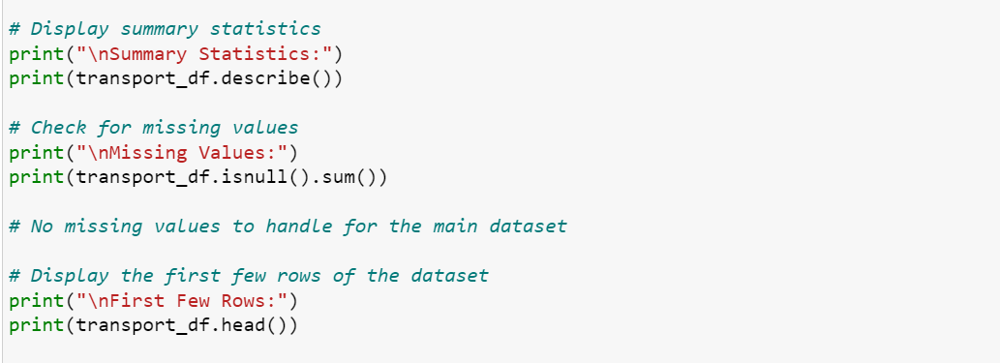 # Display summary statistics
print("\nSummary Statistics:")
print(transport_df.describe())
# Check for missing values
print("\nMissing Values:")
print(transport_df.isnull().sum())
# No missing values to handle for the main dataset
# Display the first few rows of the dataset
print("\nFirst Few Rows:")
print(transport_df.head())